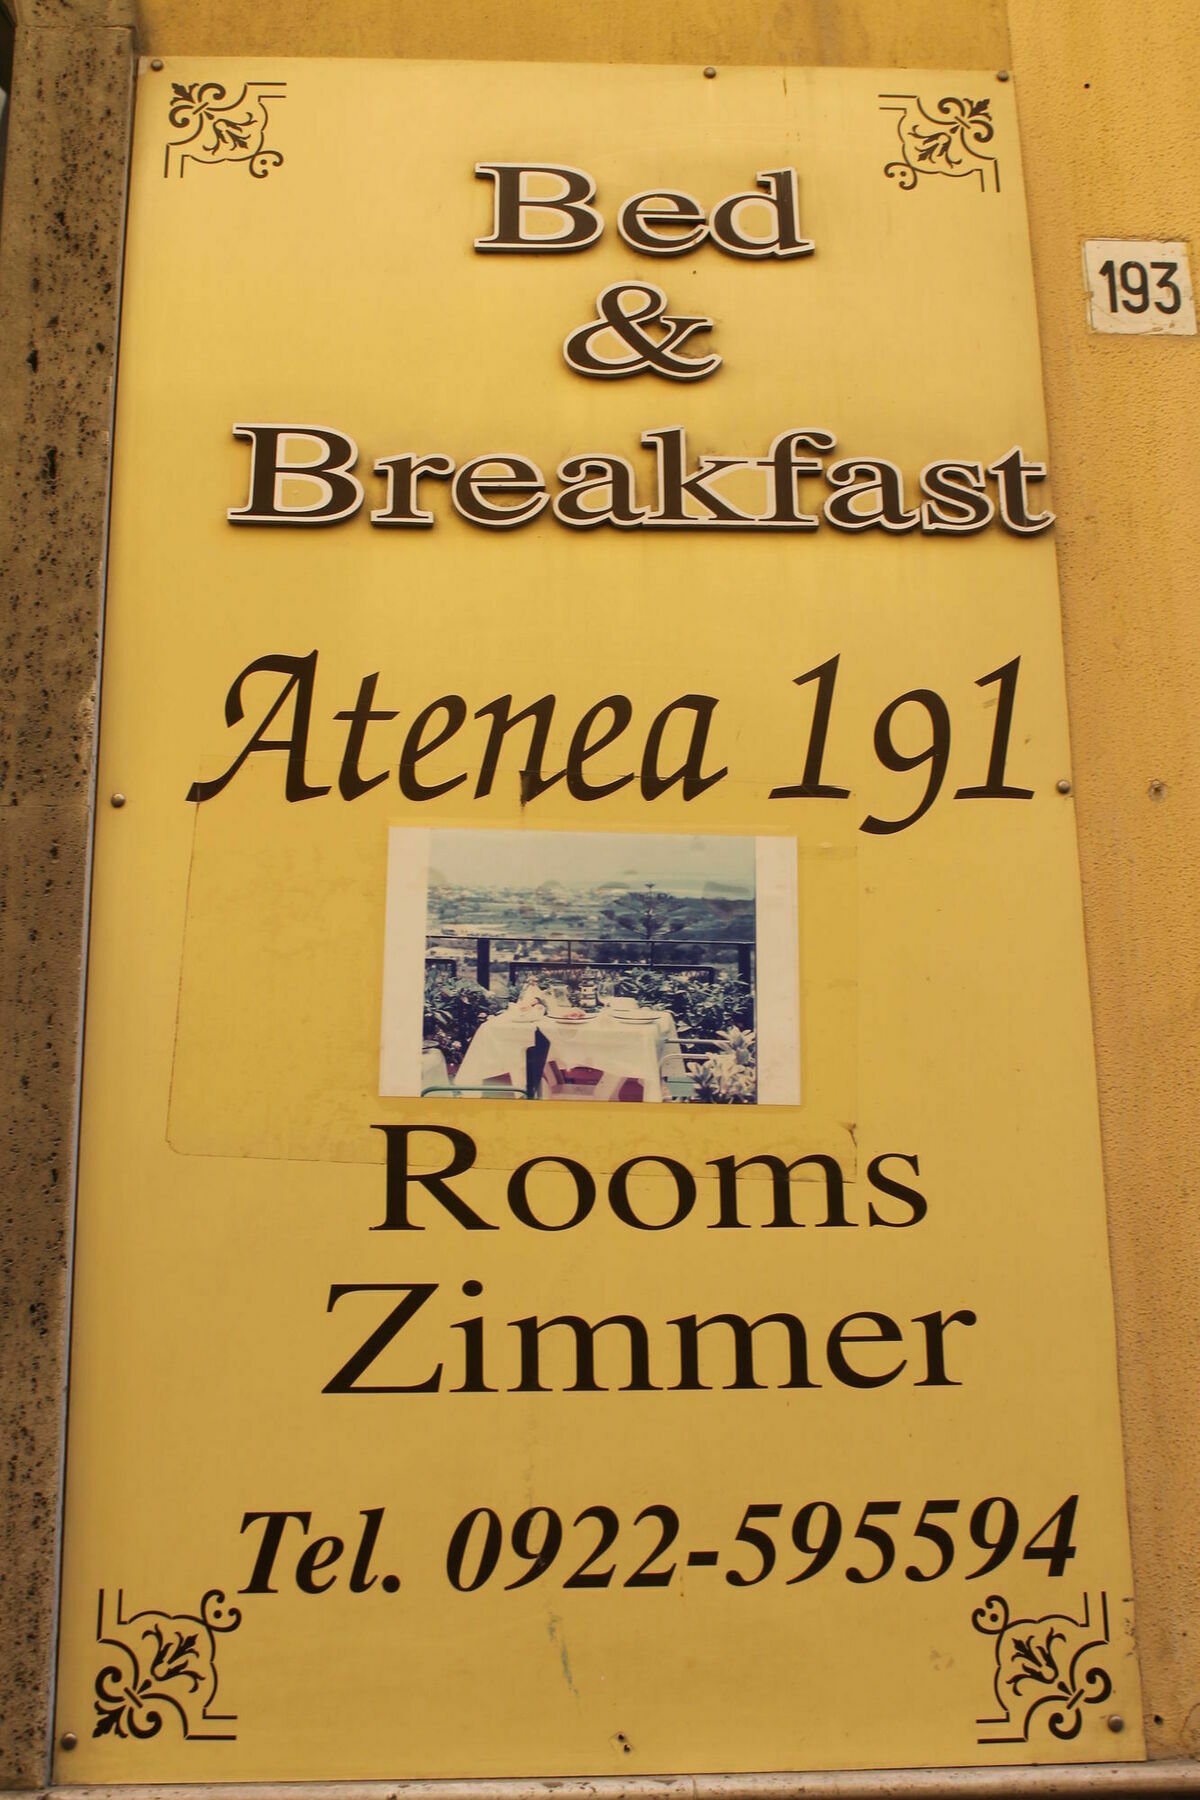 Bed
&
Breakfast
193
Atenea 191
Rooms
Zimmer
Tel. 0922-595594